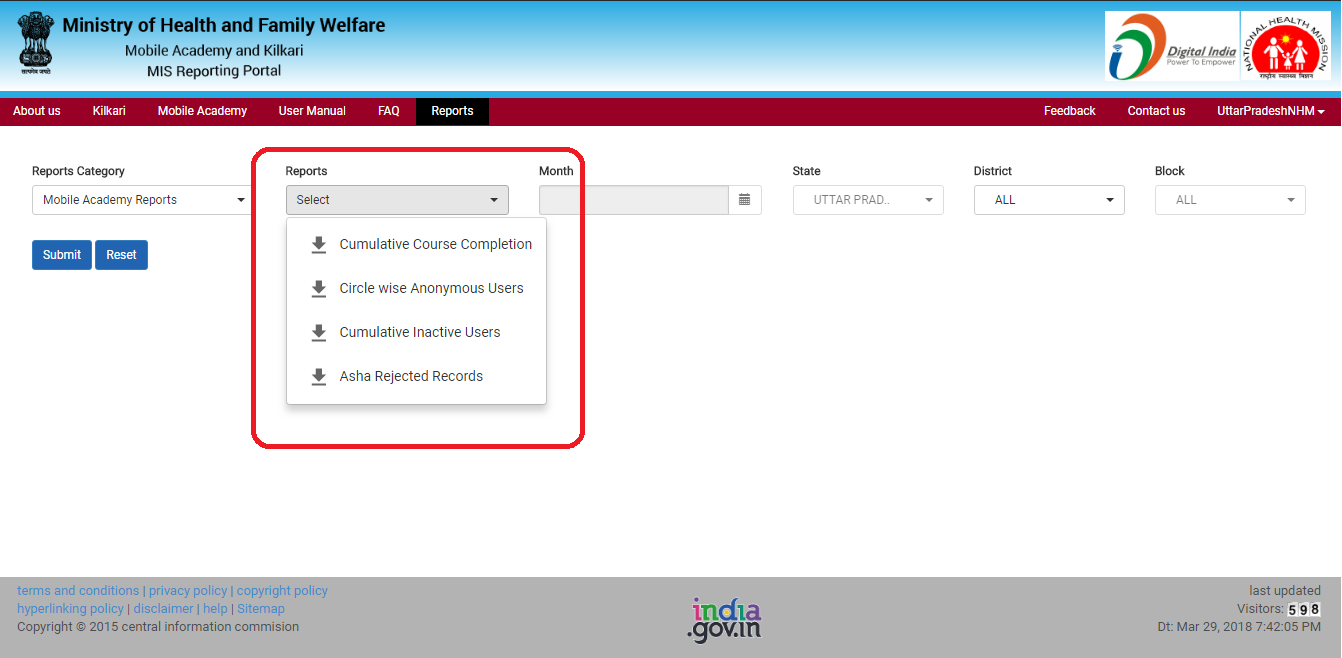 Ministry of Health and Family Welfare
Mobile Academy and Kilkari
MIS Reporting Portal
सत्यमेव जयते
Digital India
Power To Empower
NATIONAL HEALTH MISSION
राष्ट्रीय स्वास्थ्य मिशन
About us Kilkari Mobile Academy User Manual FAQ Reports Feedback Contact us UttarPradeshNHM
Reports Category Reports Month State District Block
Mobile Academy Reports Select UTTAR PRAD.. ALL ALL
Submit Reset
Cumulative Course Completion
Circle wise Anonymous Users
Cumulative Inactive Users
Asha Rejected Records
terms and conditions | privacy policy | copyright policy
hyperlinking policy | disclaimer | help | Sitemap
Copyright © 2015 central information commision
india
.gov.in
last updated
Visitors: 598
Dt: Mar 29, 2018 7:42:05 PM